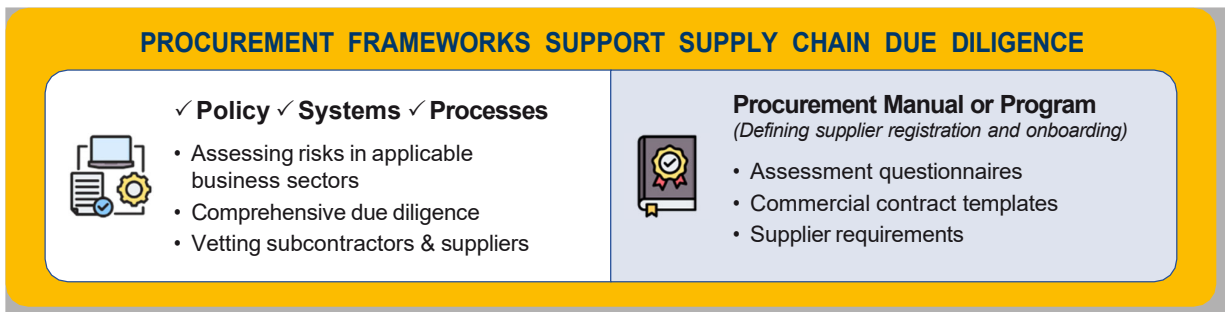 PROCUREMENT FRAMEWORKS SUPPORT SUPPLY CHAIN DUE DILIGENCE
✓ Policy ✓ Systems ✓ Processes
• Assessing risks in applicable
business sectors
• Comprehensive due diligence
• Vetting subcontractors & suppliers
Procurement Manual or Program
(Defining supplier registration and onboarding)
• Assessment questionnaires
• Commercial contract templates
• Supplier requirements